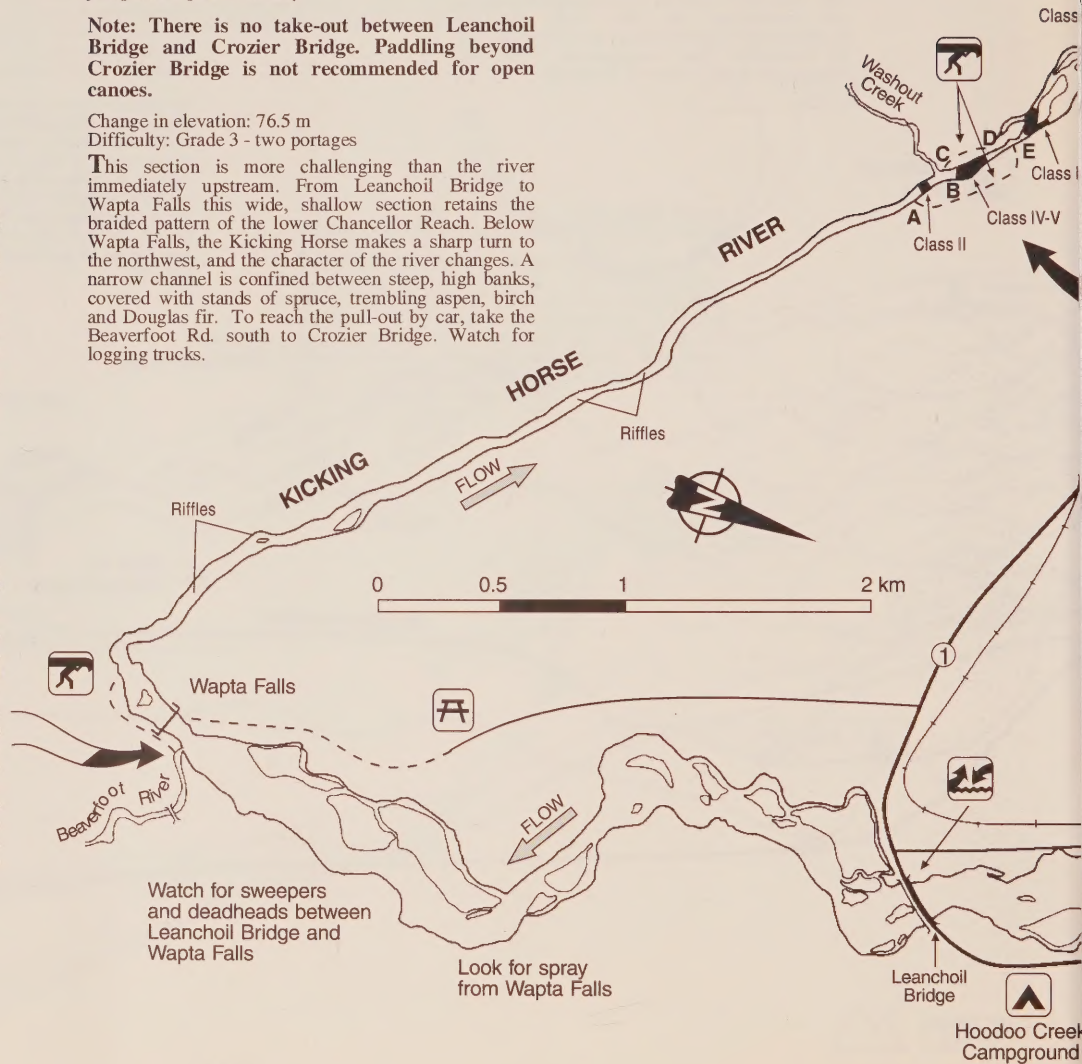 Note: There is no take-out between Leanchoil
Bridge and Crozier Bridge. Paddling beyond
Crozier Bridge is not recommended for open
canoes.
Change in elevation: 76.5 m
Difficulty: Grade 3 - two portages
This section is more challenging than the river
immediately upstream. From Leanchoil Bridge to
Wapta Falls this wide, shallow section retains the
braided pattern of the lower Chancellor Reach. Below
Wapta Falls, the Kicking Horse makes a sharp turn to
the northwest, and the character of the river changes. A
narrow channel is confined between steep, high banks,
covered with stands of spruce, trembling aspen, birch
and Douglas fir. To reach the pull-out by car, take the
Beaverfoot Rd. south to Crozier Bridge. Watch for
logging trucks.
Class
Washout
Creek
C
D
E
Class I
B
A
Class IV-V
Class II
KICKING HORSE RIVER
Riffles
FLOW
N
Riffles
0 0.5 1 2 km
1
Wapta Falls
Beaverfoot River
FLOW
Watch for sweepers
and deadheads between
Leanchoil Bridge and
Wapta Falls
Look for spray
from Wapta Falls
Leanchoil
Bridge
Hoodoo Creek
Campground